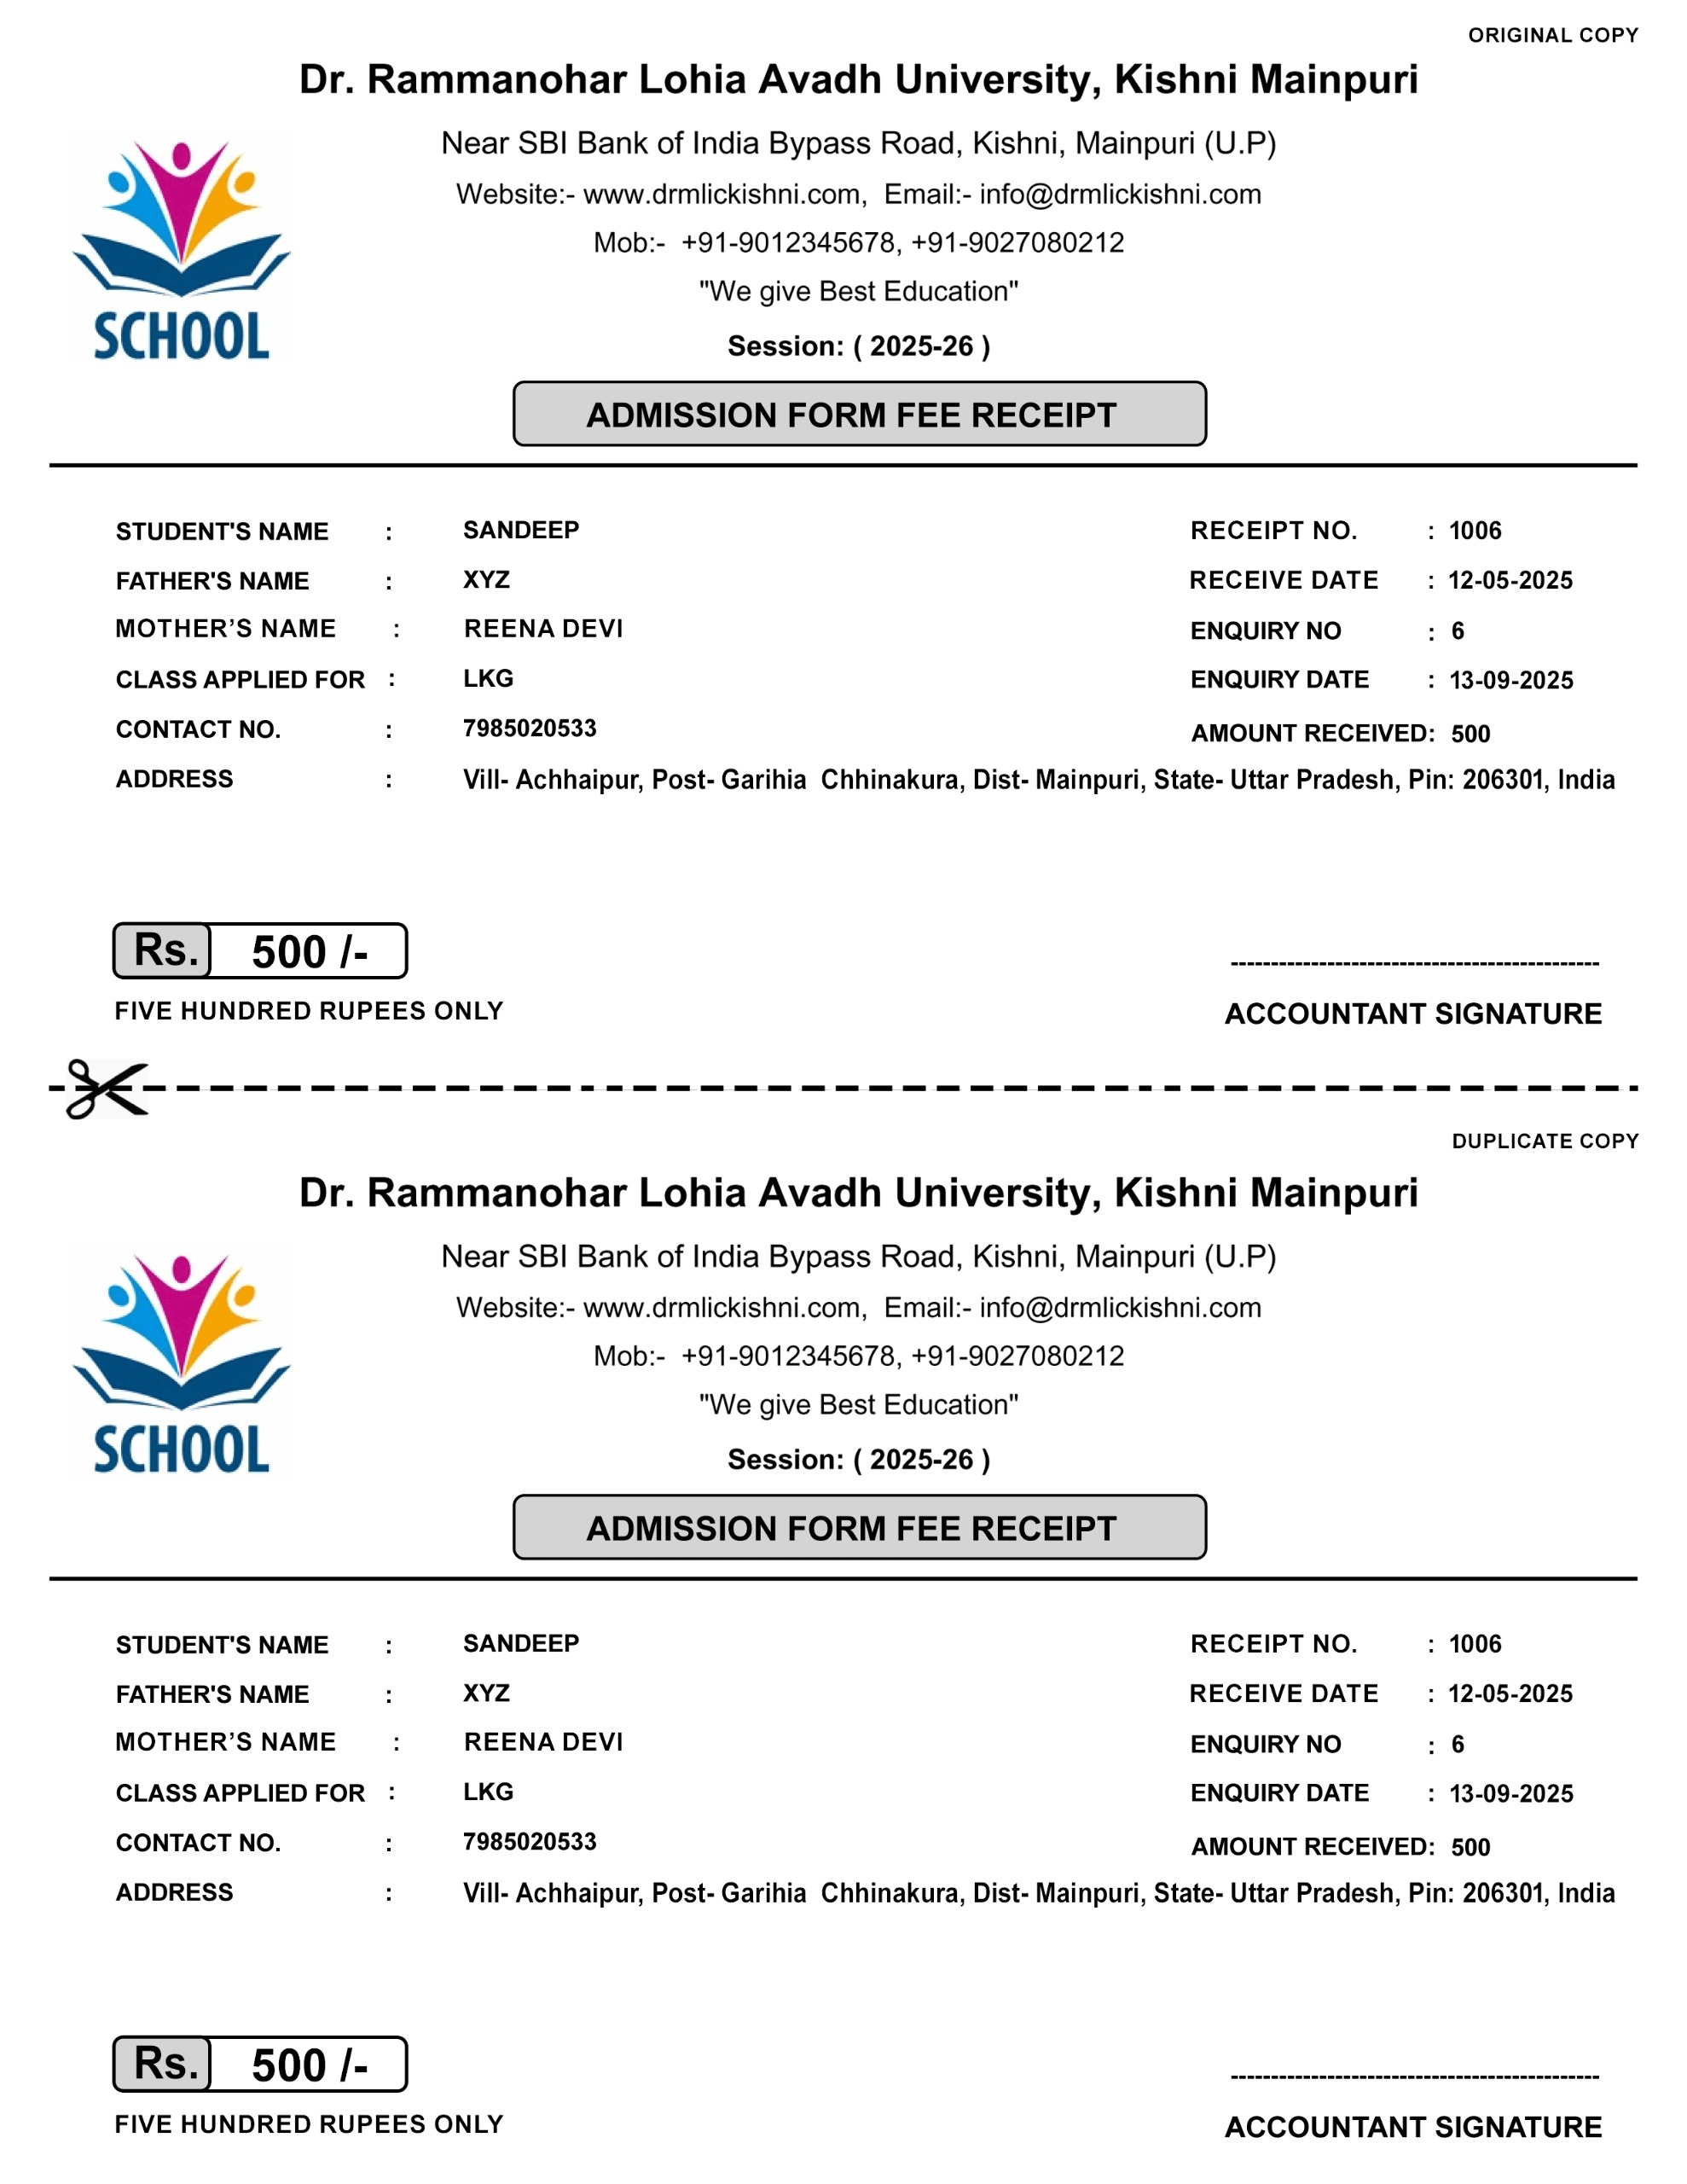 ORIGINAL COPY
Dr. Rammanohar Lohia Avadh University, Kishni Mainpuri
Near SBI Bank of India Bypass Road, Kishni, Mainpuri (U.P)
Website:- www.drmlickishni.com, Email:- info@drmlickishni.com
Mob:- +91-9012345678, +91-9027080212
"We give Best Education"
SCHOOL
Session: ( 2025-26 )
ADMISSION FORM FEE RECEIPT
STUDENT'S NAME : SANDEEP RECEIPT NO. : 1006
FATHER'S NAME : XYZ RECEIVE DATE : 12-05-2025
MOTHER’S NAME : REENA DEVI ENQUIRY NO : 6
CLASS APPLIED FOR : LKG ENQUIRY DATE : 13-09-2025
CONTACT NO. : 7985020533 AMOUNT RECEIVED: 500
ADDRESS : Vill- Achhaipur, Post- Garihia Chhinakura, Dist- Mainpuri, State- Uttar Pradesh, Pin: 206301, India
Rs. 500 /-
FIVE HUNDRED RUPEES ONLY ACCOUNTANT SIGNATURE
DUPLICATE COPY
Dr. Rammanohar Lohia Avadh University, Kishni Mainpuri
Near SBI Bank of India Bypass Road, Kishni, Mainpuri (U.P)
Website:- www.drmlickishni.com, Email:- info@drmlickishni.com
Mob:- +91-9012345678, +91-9027080212
"We give Best Education"
SCHOOL
Session: ( 2025-26 )
ADMISSION FORM FEE RECEIPT
STUDENT'S NAME : SANDEEP RECEIPT NO. : 1006
FATHER'S NAME : XYZ RECEIVE DATE : 12-05-2025
MOTHER’S NAME : REENA DEVI ENQUIRY NO : 6
CLASS APPLIED FOR : LKG ENQUIRY DATE : 13-09-2025
CONTACT NO. : 7985020533 AMOUNT RECEIVED: 500
ADDRESS : Vill- Achhaipur, Post- Garihia Chhinakura, Dist- Mainpuri, State- Uttar Pradesh, Pin: 206301, India
Rs. 500 /-
FIVE HUNDRED RUPEES ONLY ACCOUNTANT SIGNATURE